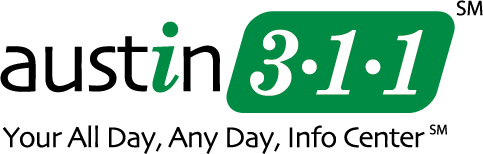 austin 3·1·1 SM
Your All Day, Any Day, Info Center SM